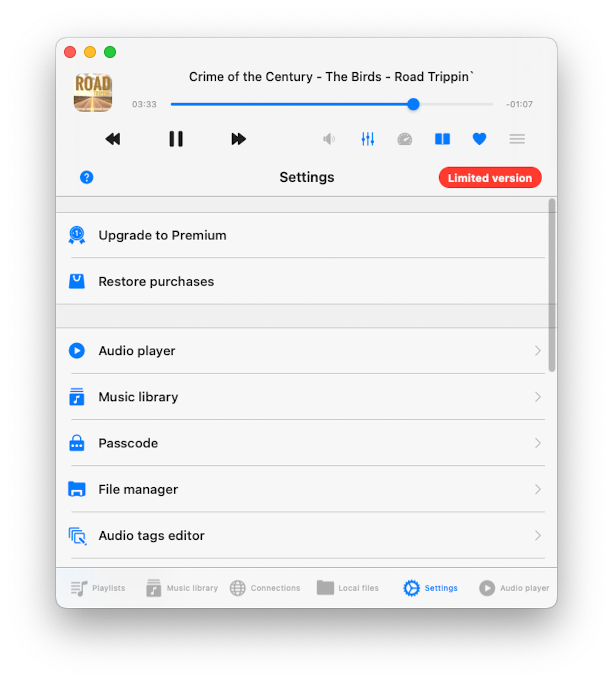 Crime of the Century - The Birds - Road Trippin`
ROAD
03:33
-01:07
? Settings Limited version
1 Upgrade to Premium
Restore purchases
Audio player
Music library
Passcode
File manager
Audio tags editor
Playlists Music library Connections Local files Settings Audio player